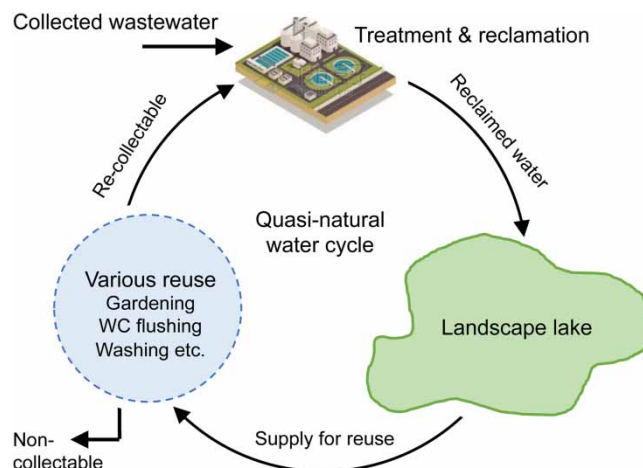 Collected wastewater
Treatment & reclamation
Re-collectable
Reclaimed water
Quasi-natural
water cycle
Various reuse
Gardening
WC flushing
Washing etc.
Landscape lake
Non-
collectable
Supply for reuse